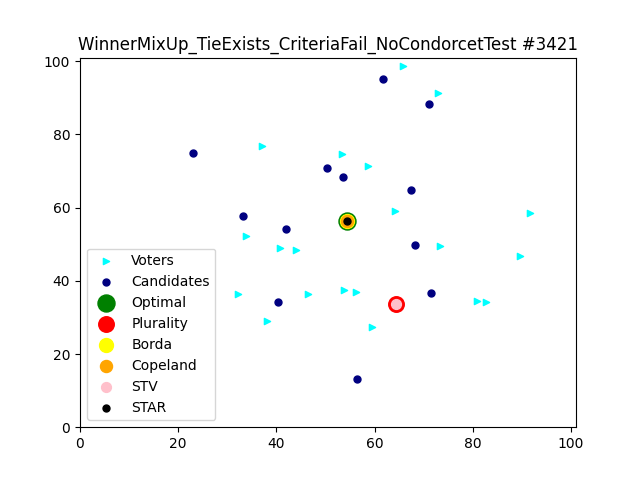 WinnerMixUp_TieExists_CriteriaFail_NoCondorcetTest #3421
100
80
60
40
20
0
Voters
Candidates
Optimal
Plurality
Borda
Copeland
STV
STAR
0 20 40 60 80 100